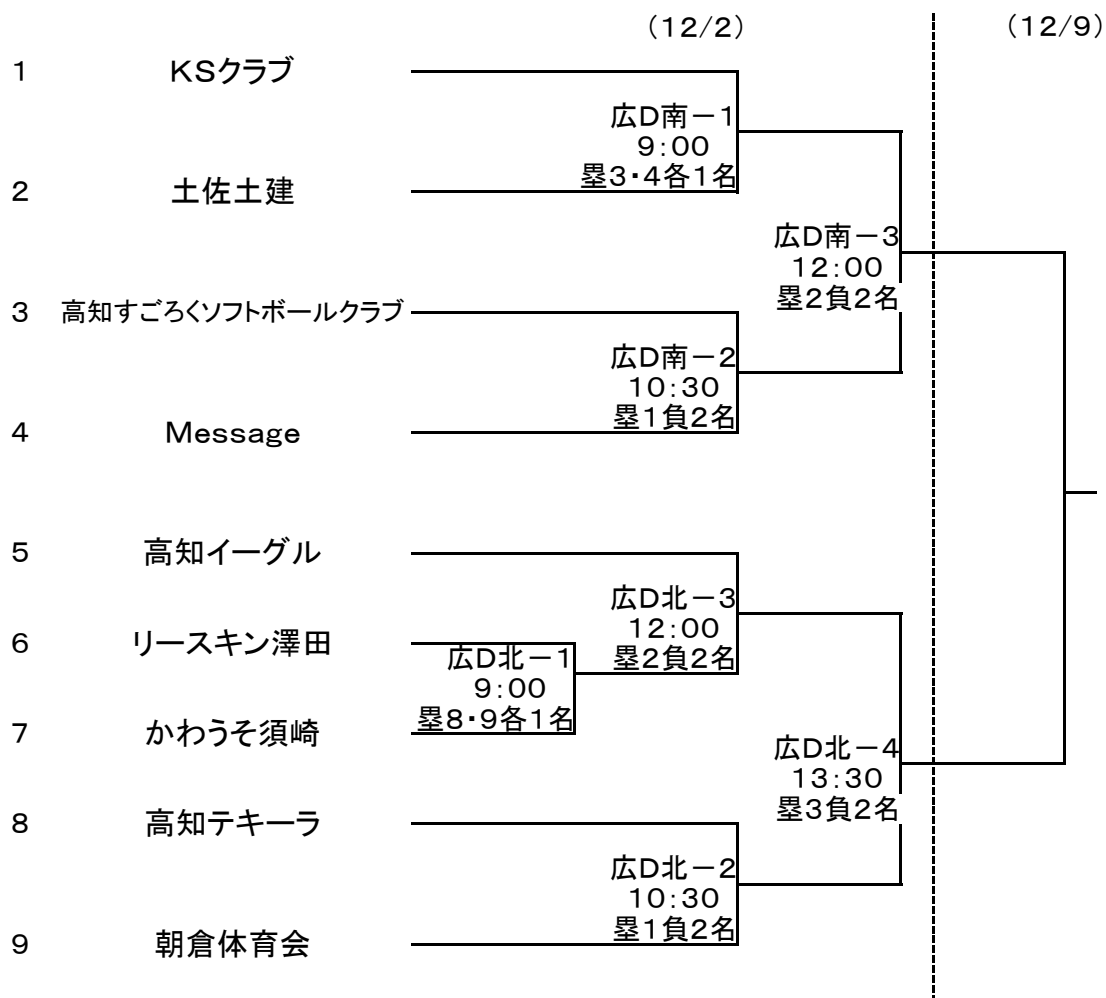 （12/2）
（12/9）
1 KSクラブ
広D南－1
9：00
塁3・4各1名
2 土佐土建
広D南－3
12：00
塁2負2名
3 高知すごろくソフトボールクラブ
広D南－2
10：30
塁1負2名
4 Message
5 高知イーグル
広D北－3
12：00
塁2負2名
6 リースキン澤田
広D北－1
9：00
塁8・9各1名
7 かわうそ須崎
広D北－4
13：30
塁3負2名
8 高知テキーラ
広D北－2
10：30
塁1負2名
9 朝倉体育会